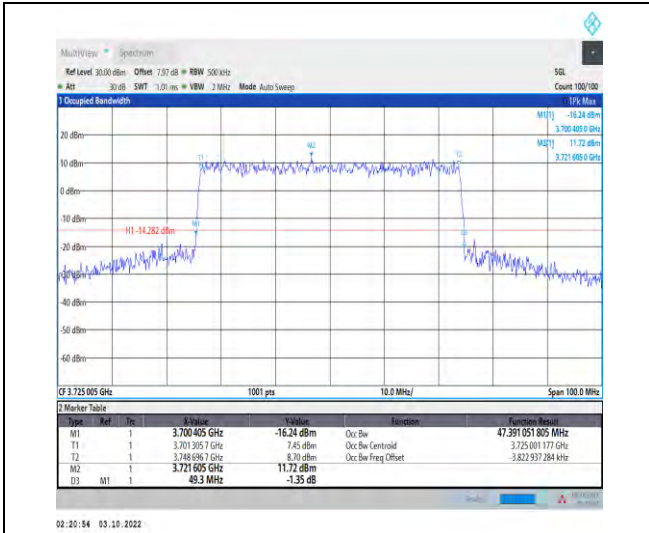 MultiView Spectrum
Ref Level 30.00 dBm Offset 7.97 dB RBW 500 kHz SGL
Att 30 dB SWT 1.01 ms VBW 2 MHz Mode Auto Sweep Count 100/100
1 Occupied Bandwidth 1Pk Max
M1[1] -16.24 dBm
3.700 405 0 GHz
M2[1] 11.72 dBm
3.721 605 0 GHz
20 dBm
M2
T1 T2
10 dBm
0 dBm
-10 dBm
M1
H1 -14.282 dBm
D3
-20 dBm
-30 dBm
-40 dBm
-50 dBm
-60 dBm
CF 3.725 005 GHz 1001 pts 10.0 MHz/ Span 100.0 MHz
2 Marker Table
Type Ref Trc X-Value Y-Value Function Function Result
M1 1 3.700 405 GHz -16.24 dBm Occ Bw 47.391 051 805 MHz
T1 1 3.701 305 7 GHz 7.45 dBm Occ Bw Centroid 3.725 001 177 GHz
T2 1 3.748 696 7 GHz 8.70 dBm Occ Bw Freq Offset -3.822 937 284 kHz
M2 1 3.721 605 GHz 11.72 dBm
D3 M1 1 49.3 MHz -1.35 dB
02:20:54 03.10.2022